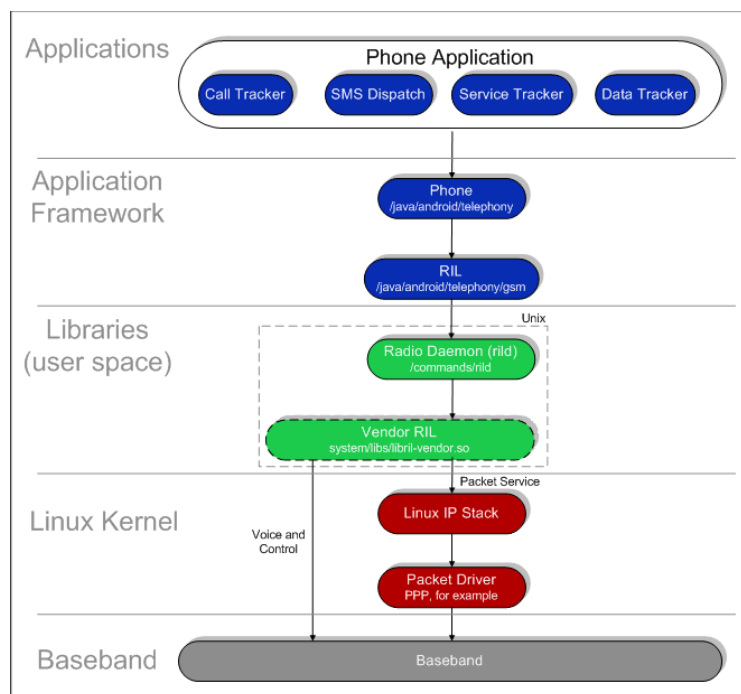 Applications
Phone Application
Call Tracker
SMS Dispatch
Service Tracker
Data Tracker
Application
Framework
Phone
/java/android/telephony
RIL
/java/android/telephony/gsm
Libraries
(user space)
Unix
Radio Daemon (rild)
/commands/rild
Vendor RIL
system/libs/libril-vendor.so
Packet Service
Linux Kernel
Linux IP Stack
Voice and
Control
Packet Driver
PPP, for example
Baseband
Baseband